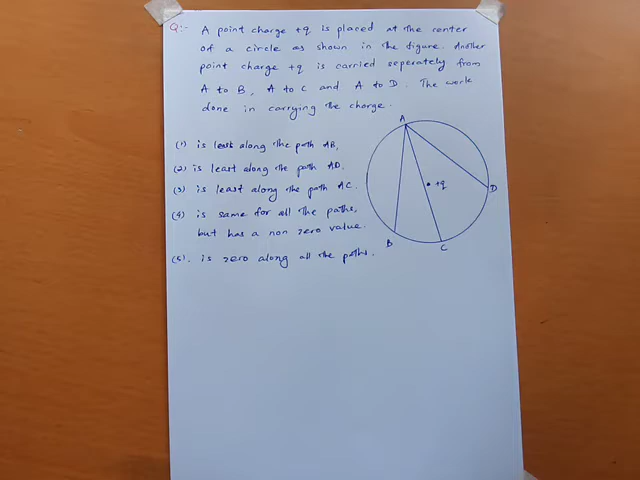 Q:- A point charge +q is placed at the center
of a circle as shown in the figure. Another
point charge +q is carried seperately from
A to B, A to C and A to D. The work
done in carrying the charge.
(1) is least along the path AB,
(2) is least along the path AD.
(3) is least along the path AC.
(4) is same for all the paths,
but has a non zero value.
(5). is zero along all the paths.
A
+q
D
B
C